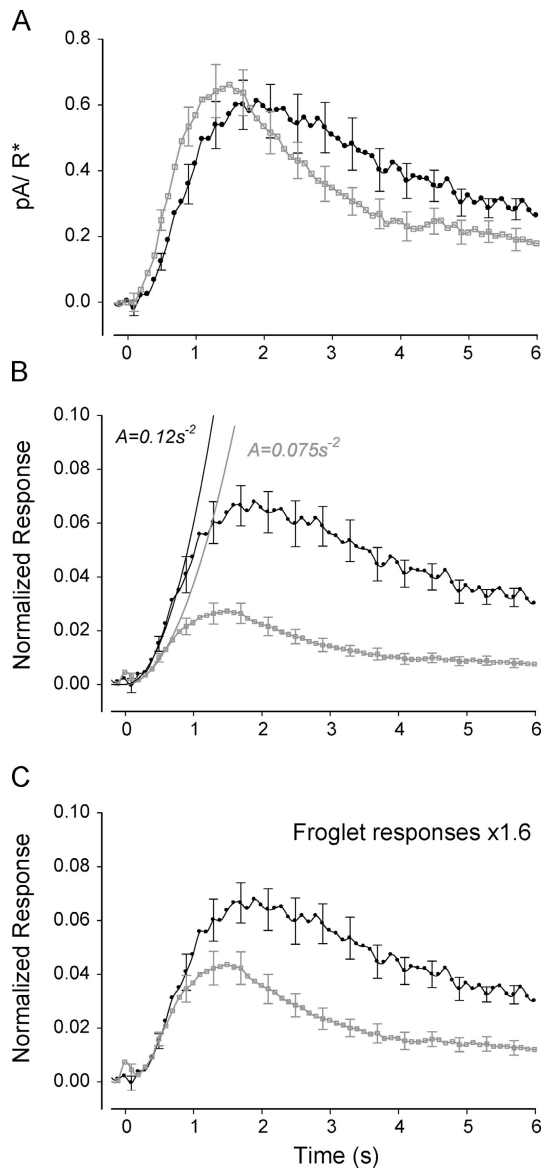 A
0.8
0.6
0.4
0.2
0.0
pA/ R*
0 1 2 3 4 5 6
B
0.10
0.08
0.06
0.04
0.02
0.00
Normalized Response
A=0.12s⁻²
A=0.075s⁻²
0 1 2 3 4 5 6
C
0.10
0.08
0.06
0.04
0.02
0.00
Normalized Response
Froglet responses x1.6
0 1 2 3 4 5 6
Time (s)